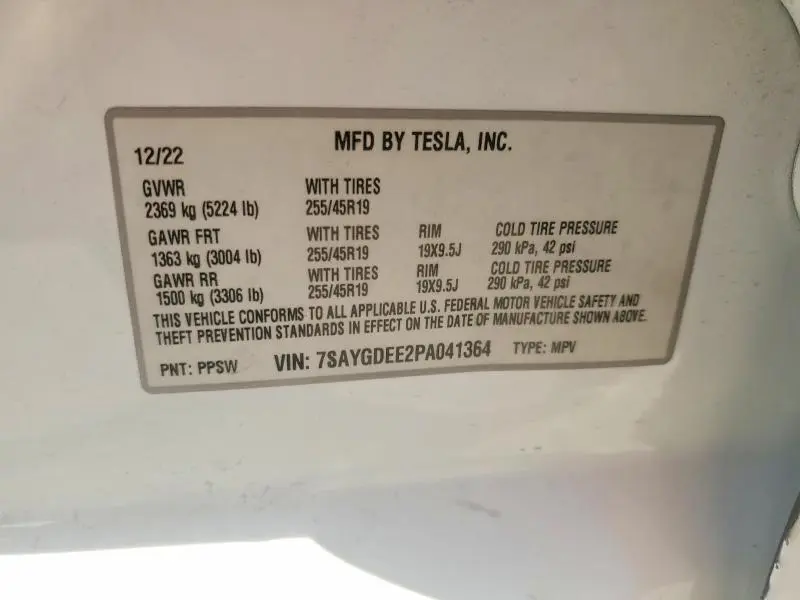 12/22 MFD BY TESLA, INC.
GVWR WITH TIRES
2369 kg (5224 lb) 255/45R19
GAWR FRT WITH TIRES RIM COLD TIRE PRESSURE
1363 kg (3004 lb) 255/45R19 19X9.5J 290 kPa, 42 psi
GAWR RR WITH TIRES RIM COLD TIRE PRESSURE
1500 kg (3306 lb) 255/45R19 19X9.5J 290 kPa, 42 psi
THIS VEHICLE CONFORMS TO ALL APPLICABLE U.S. FEDERAL MOTOR VEHICLE SAFETY AND
THEFT PREVENTION STANDARDS IN EFFECT ON THE DATE OF MANUFACTURE SHOWN ABOVE.
PNT: PPSW VIN: 7SAYGDEE2PA041364 TYPE: MPV